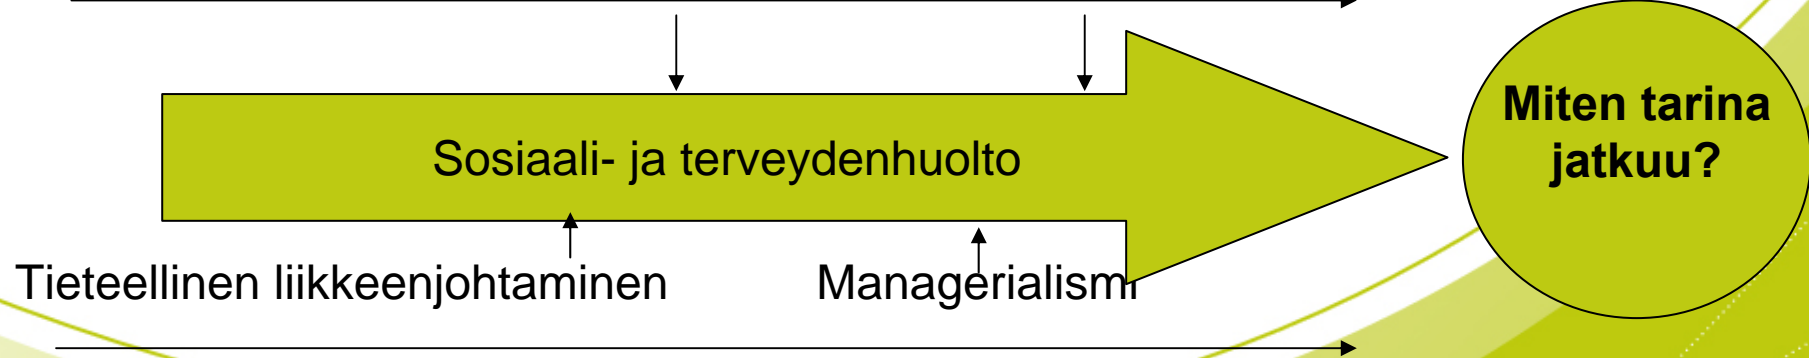 Sosiaali- ja terveydenhuolto
Miten tarina
jatkuu?
Tieteellinen liikkeenjohtaminen
Managerialismi